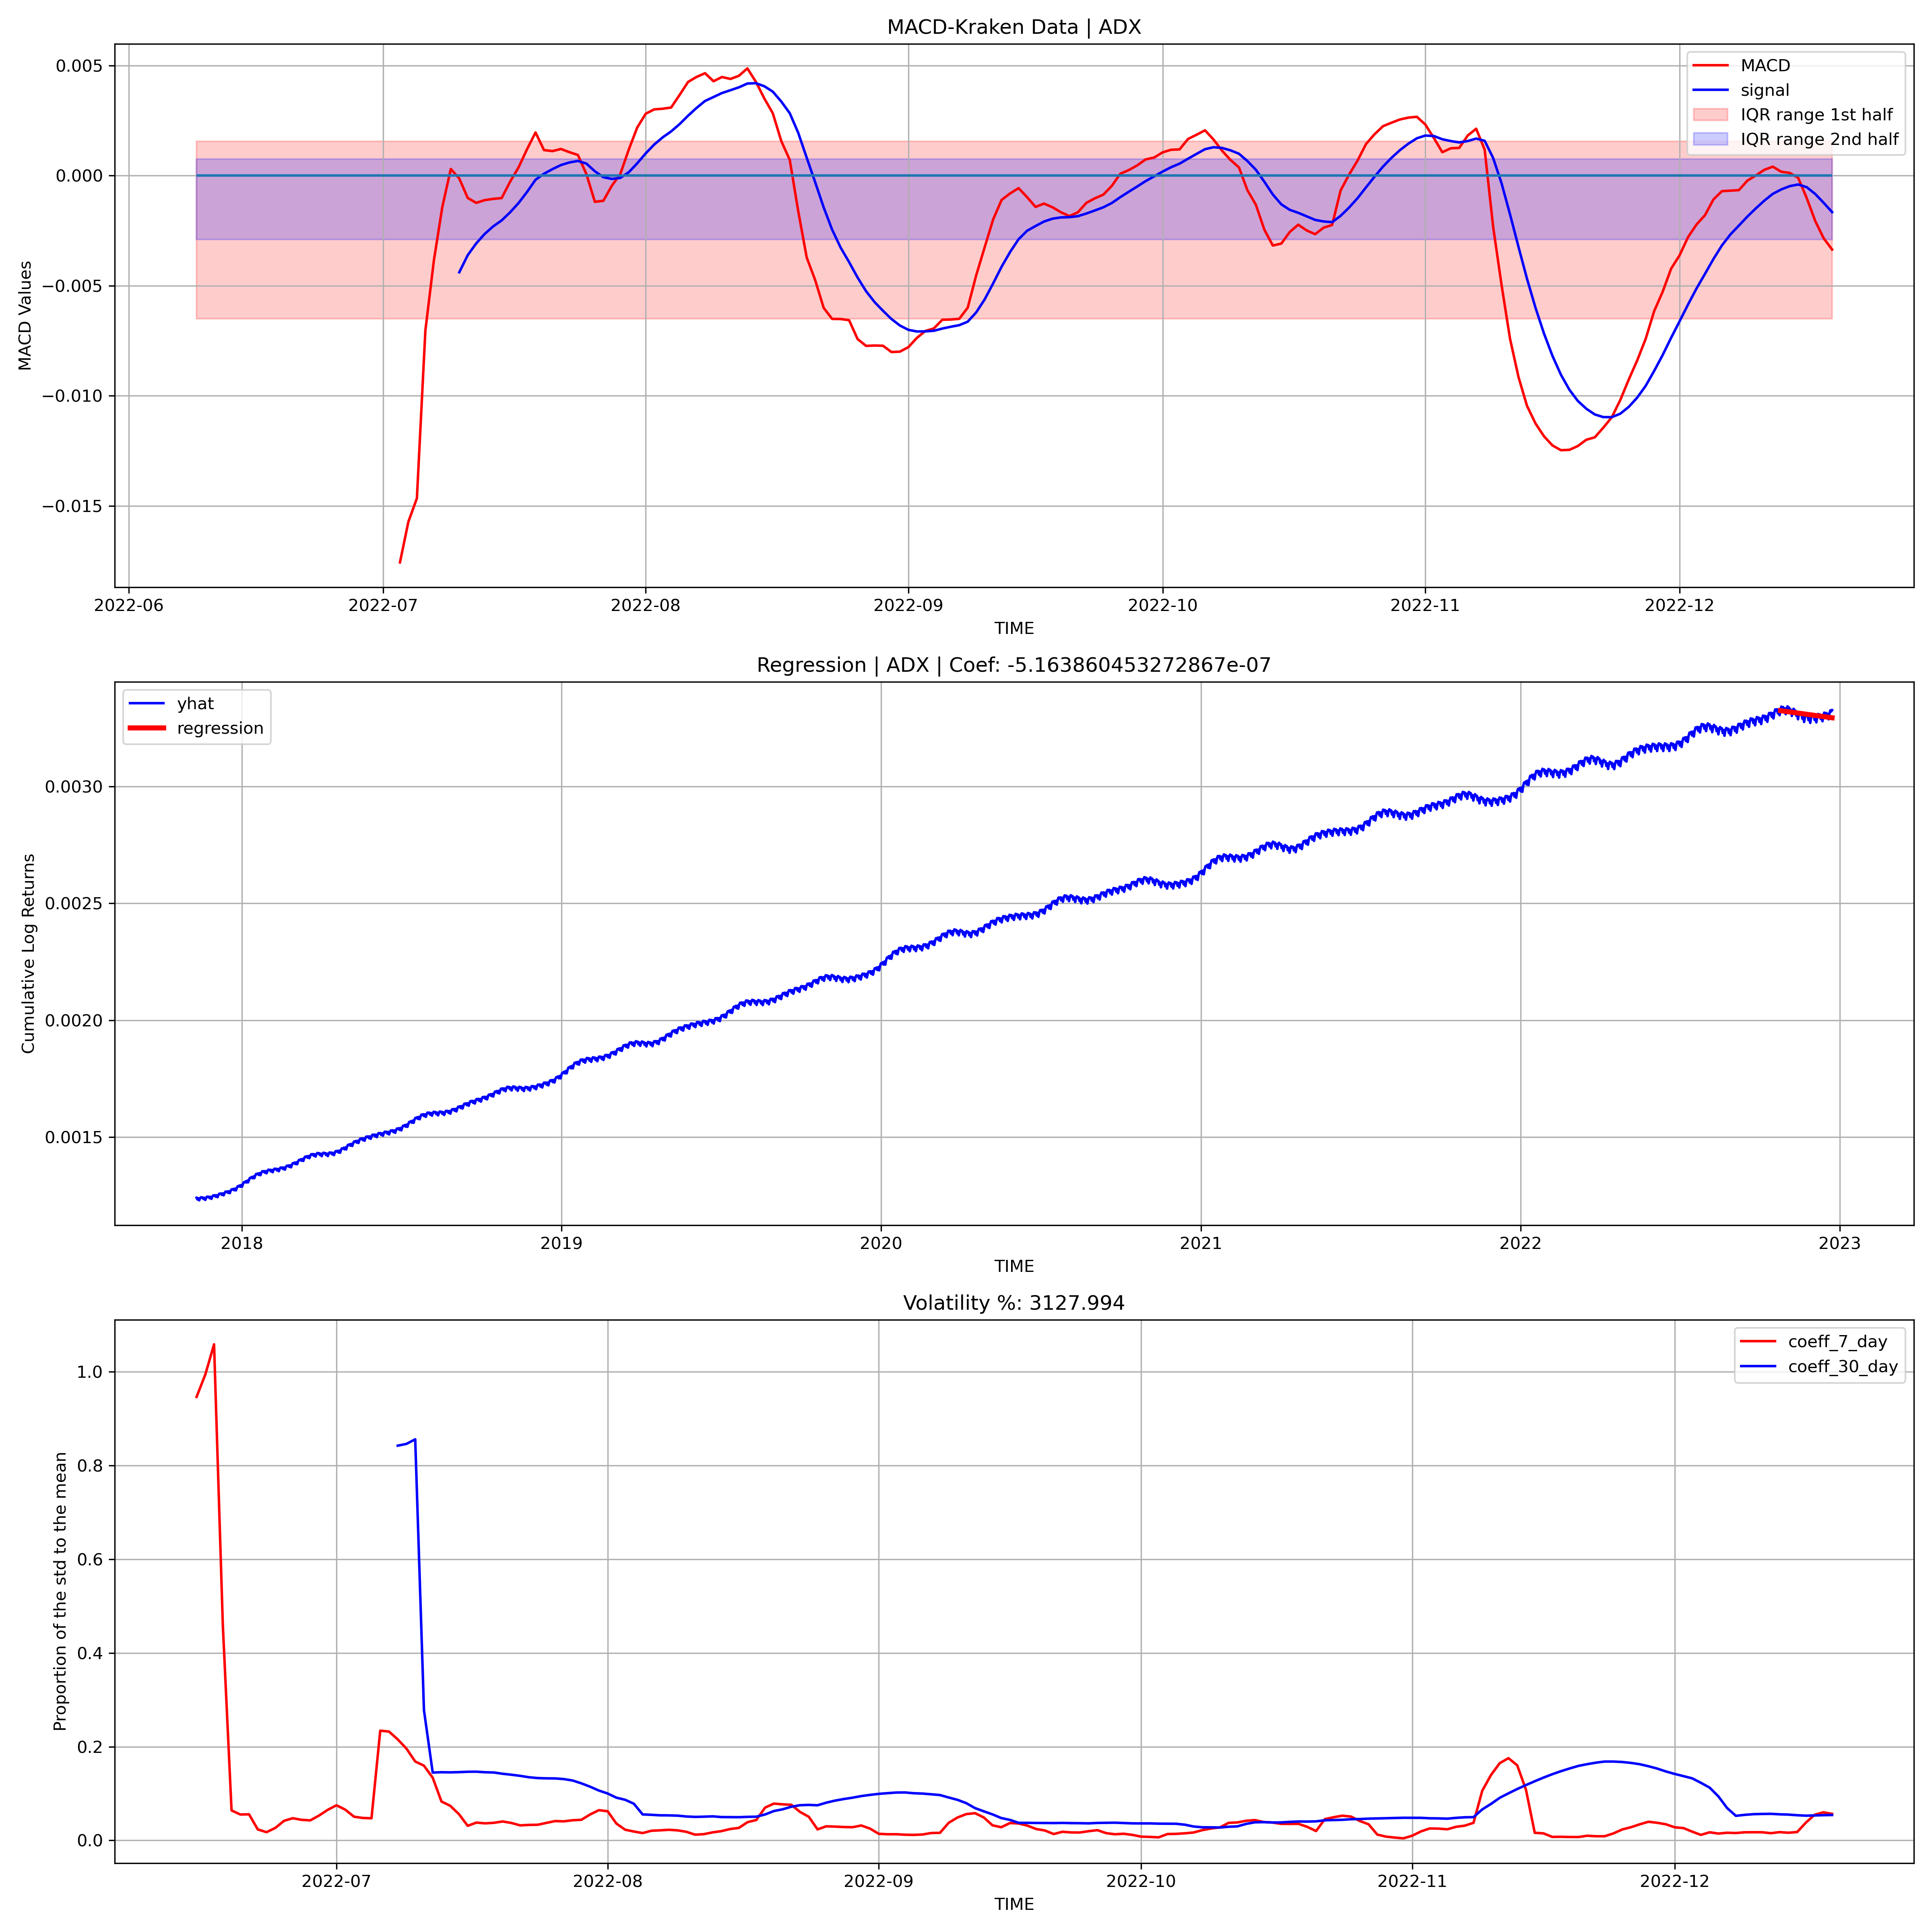 MACD-Kraken Data | ADX
MACD
signal
IQR range 1st half
IQR range 2nd half
0.005
0.000
−0.005
−0.010
−0.015
MACD Values
2022-06 2022-07 2022-08 2022-09 2022-10 2022-11 2022-12
TIME
Regression | ADX | Coef: -5.163860453272867e-07
yhat
regression
0.0030
0.0025
0.0020
0.0015
Cumulative Log Returns
2018 2019 2020 2021 2022 2023
TIME
Volatility %: 3127.994
coeff_7_day
coeff_30_day
1.0
0.8
0.6
0.4
0.2
0.0
Proportion of the std to the mean
2022-07 2022-08 2022-09 2022-10 2022-11 2022-12
TIME